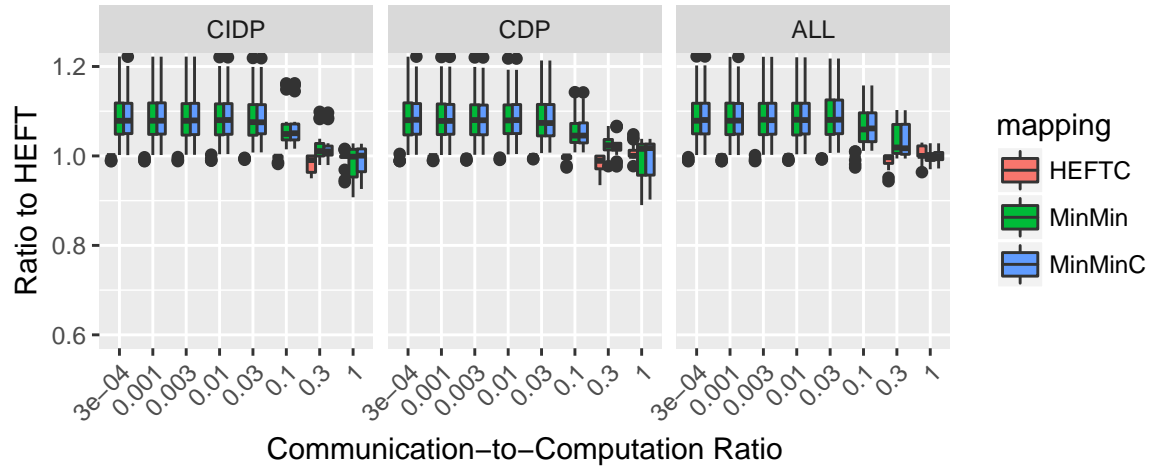 CIDP CDP ALL
1.2
1.0
0.8
0.6
Ratio to HEFT
3e−04 0.001 0.003 0.01 0.03 0.1 0.3 1
3e−04 0.001 0.003 0.01 0.03 0.1 0.3 1
3e−04 0.001 0.003 0.01 0.03 0.1 0.3 1
Communication−to−Computation Ratio
mapping
HEFTC
MinMin
MinMinC